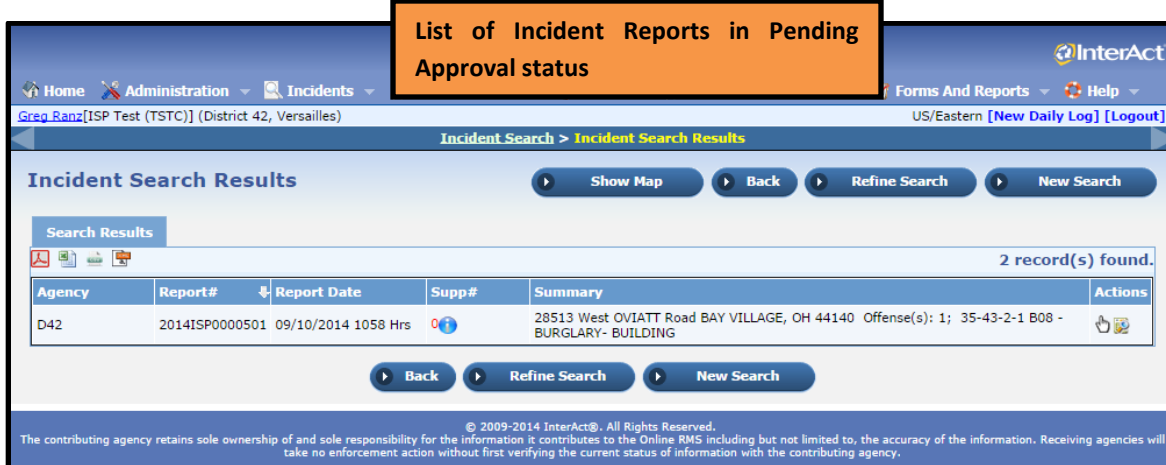 List of Incident Reports in Pending
Approval status
@InterAct
Home Administration Incidents Forms And Reports Help
Greg Ranz[ISP Test (TSTC)] (District 42, Versailles) US/Eastern [New Daily Log] [Logout]
Incident Search > Incident Search Results
Incident Search Results Show Map Back Refine Search New Search
Search Results
2 record(s) found.
Agency Report# Report Date Supp# Summary Actions
D42 2014ISP0000501 09/10/2014 1058 Hrs 0 28513 West OVIATT Road BAY VILLAGE, OH 44140 Offense(s): 1; 35-43-2-1 B08 -
BURGLARY- BUILDING
Back Refine Search New Search
© 2009-2014 InterAct®. All Rights Reserved.
The contributing agency retains sole ownership of and sole responsibility for the information it contributes to the Online RMS including but not limited to, the accuracy of the information. Receiving agencies will
take no enforcement action without first verifying the current status of information with the contributing agency.